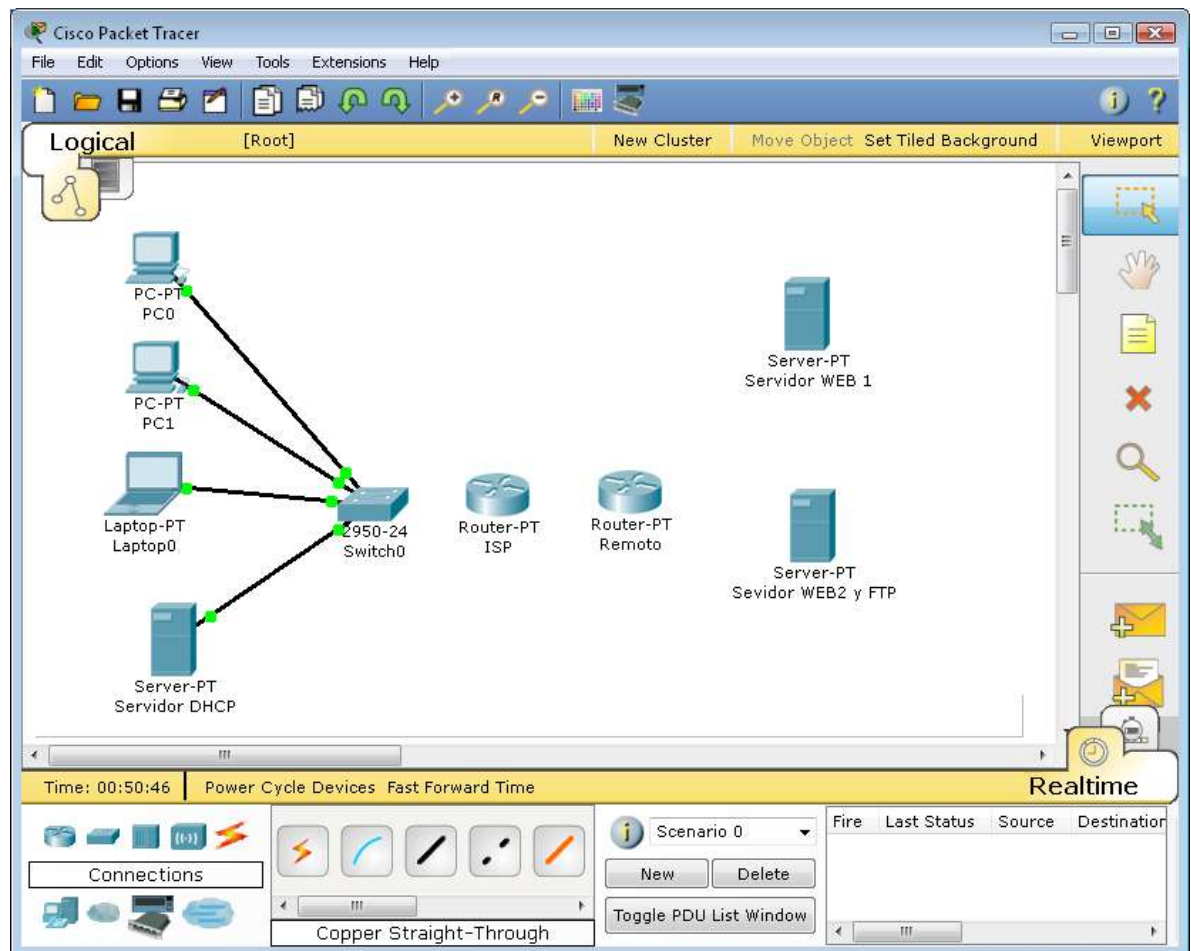 Cisco Packet Tracer
File Edit Options View Tools Extensions Help
Logical [Root] New Cluster Move Object Set Tiled Background Viewport
PC-PT
PC0
PC-PT
PC1
Laptop-PT
Laptop0
2950-24
Switch0
Router-PT
ISP
Router-PT
Remoto
Server-PT
Servidor WEB 1
Server-PT
Sevidor WEB2 y FTP
Server-PT
Servidor DHCP
Time: 00:50:46 Power Cycle Devices Fast Forward Time Realtime
Connections
Copper Straight-Through
Scenario 0
New Delete
Toggle PDU List Window
Fire Last Status Source Destination